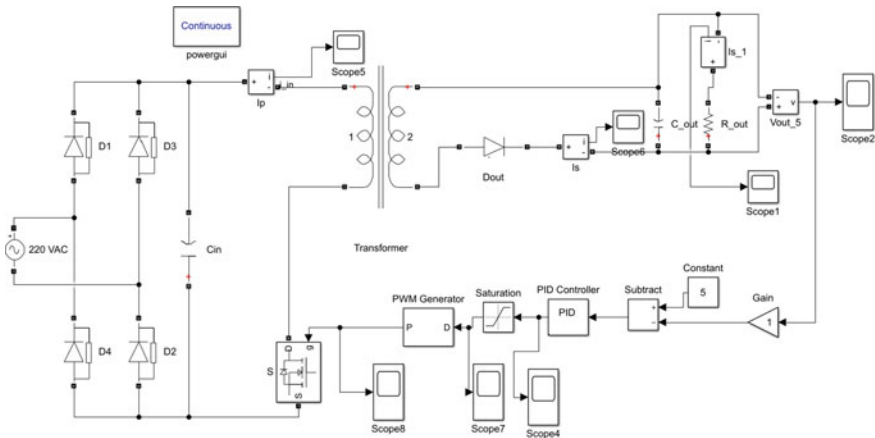 Continuous
powergui
Scope5
i
i_in
Ip
Is_1
1
2
D1
D3
220 VAC
Cin
Dout
i
Is
Scope6
C_out
R_out
v
Vout_5
Scope2
Scope1
Transformer
D4
D2
S
D
g
S
PWM Generator
P
D
Saturation
PID Controller
PID
Subtract
Constant
5
Gain
1
Scope8
Scope7
Scope4